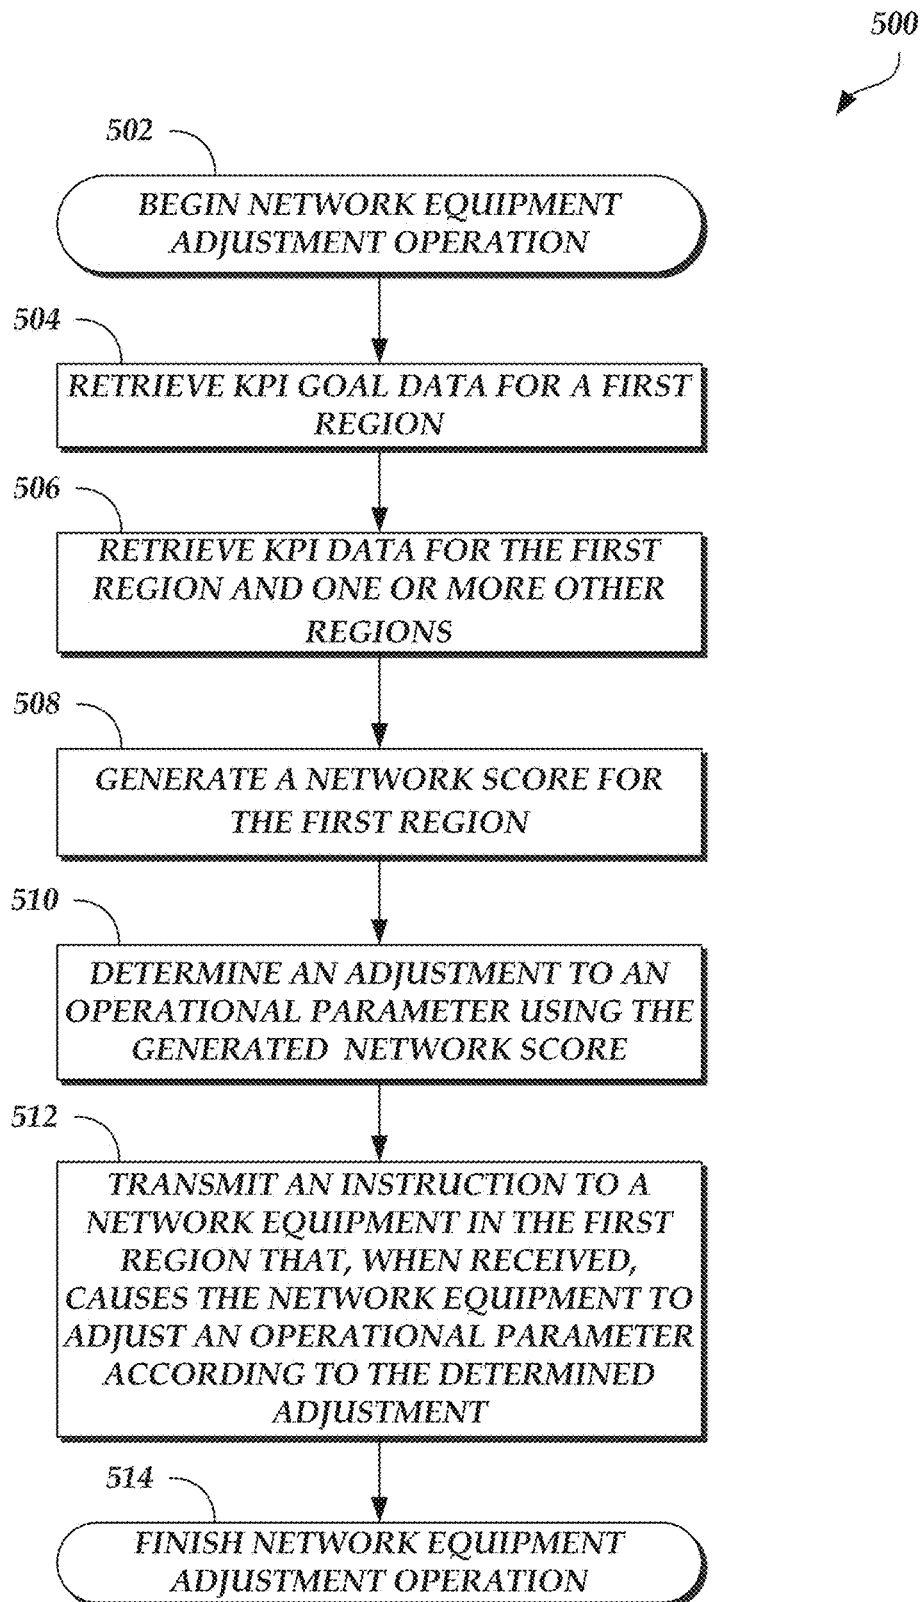 500
502
BEGIN NETWORK EQUIPMENT
ADJUSTMENT OPERATION
504
RETRIEVE KPI GOAL DATA FOR A FIRST
REGION
506
RETRIEVE KPI DATA FOR THE FIRST
REGION AND ONE OR MORE OTHER
REGIONS
508
GENERATE A NETWORK SCORE FOR
THE FIRST REGION
510
DETERMINE AN ADJUSTMENT TO AN
OPERATIONAL PARAMETER USING THE
GENERATED NETWORK SCORE
512
TRANSMIT AN INSTRUCTION TO A
NETWORK EQUIPMENT IN THE FIRST
REGION THAT, WHEN RECEIVED,
CAUSES THE NETWORK EQUIPMENT TO
ADJUST AN OPERATIONAL PARAMETER
ACCORDING TO THE DETERMINED
ADJUSTMENT
514
FINISH NETWORK EQUIPMENT
ADJUSTMENT OPERATION